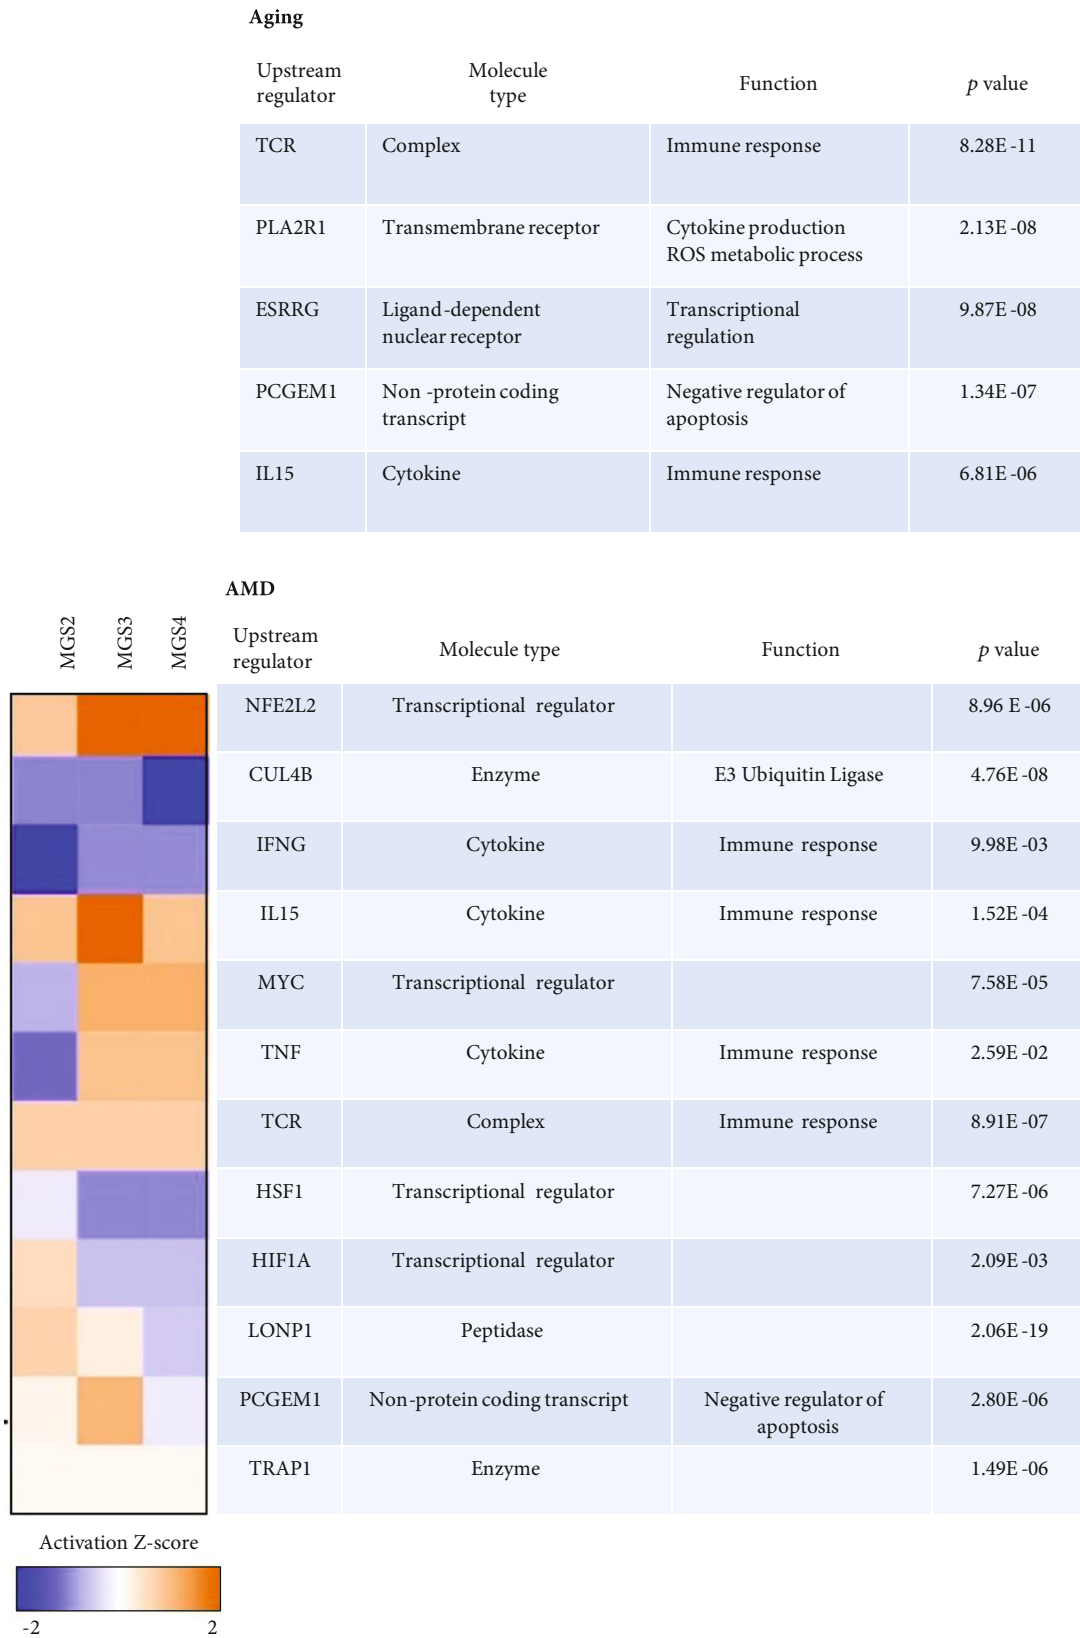 Aging
Upstream regulator Molecule type Function p value
TCR Complex Immune response 8.28E -11
PLA2R1 Transmembrane receptor Cytokine production ROS metabolic process 2.13E -08
ESRRG Ligand-dependent nuclear receptor Transcriptional regulation 9.87E -08
PCGEM1 Non -protein coding transcript Negative regulator of apoptosis 1.34E -07
IL15 Cytokine Immune response 6.81E -06
AMD
MGS2 MGS3 MGS4 Upstream regulator Molecule type Function p value
NFE2L2 Transcriptional regulator 8.96 E -06
CUL4B Enzyme E3 Ubiquitin Ligase 4.76E -08
IFNG Cytokine Immune response 9.98E -03
IL15 Cytokine Immune response 1.52E -04
MYC Transcriptional regulator 7.58E -05
TNF Cytokine Immune response 2.59E -02
TCR Complex Immune response 8.91E -07
HSF1 Transcriptional regulator 7.27E -06
HIF1A Transcriptional regulator 2.09E -03
LONP1 Peptidase 2.06E -19
PCGEM1 Non-protein coding transcript Negative regulator of apoptosis 2.80E -06
TRAP1 Enzyme 1.49E -06
Activation Z-score
-2 2